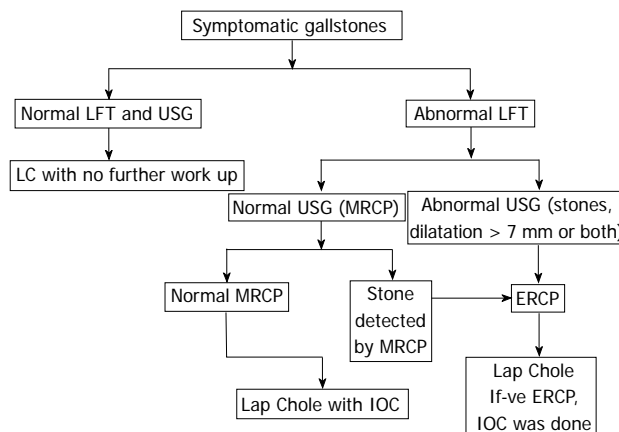 Symptomatic gallstones
Normal LFT and USG
Abnormal LFT
LC with no further work up
Normal USG (MRCP)
Abnormal USG (stones,
dilatation > 7 mm or both)
Normal MRCP
Stone
detected
by MRCP
ERCP
Lap Chole with IOC
Lap Chole
If-ve ERCP,
IOC was done